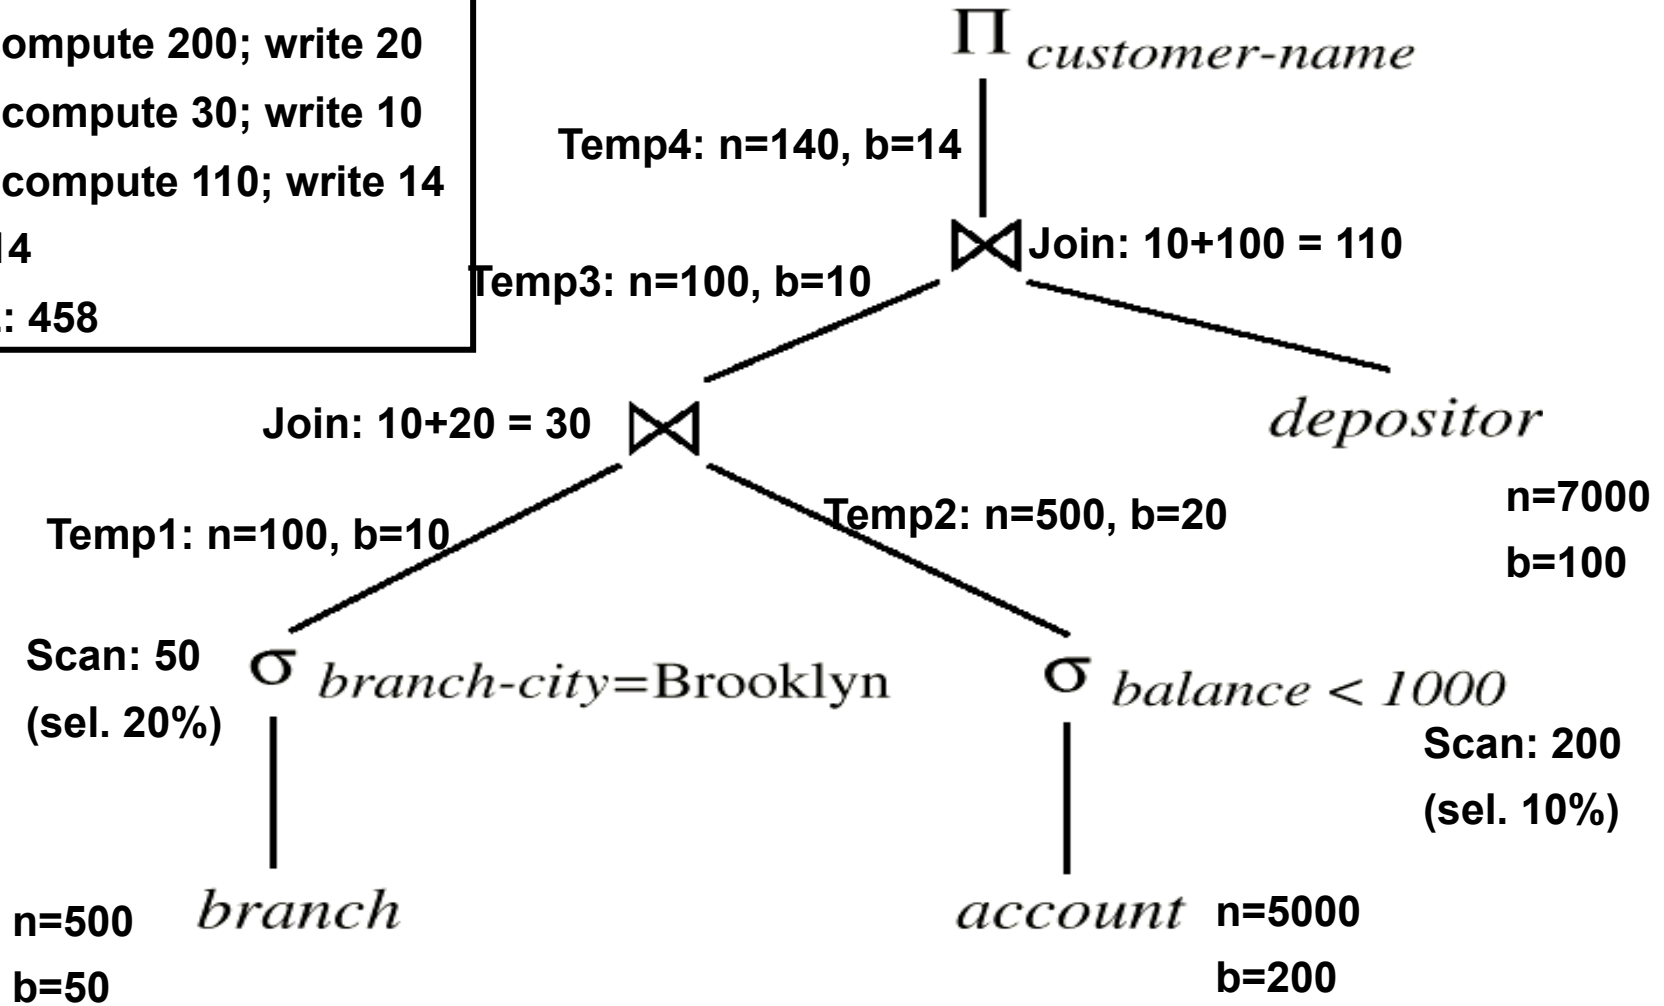 ompute 200; write 20
compute 30; write 10
compute 110; write 14
14
: 458
Π customer-name
Temp4: n=140, b=14
Join: 10+100 = 110
Temp3: n=100, b=10
Join: 10+20 = 30
depositor
n=7000
b=100
Temp1: n=100, b=10
Temp2: n=500, b=20
Scan: 50
(sel. 20%)
σ branch-city=Brooklyn
σ balance < 1000
Scan: 200
(sel. 10%)
branch
n=500
b=50
account
n=5000
b=200